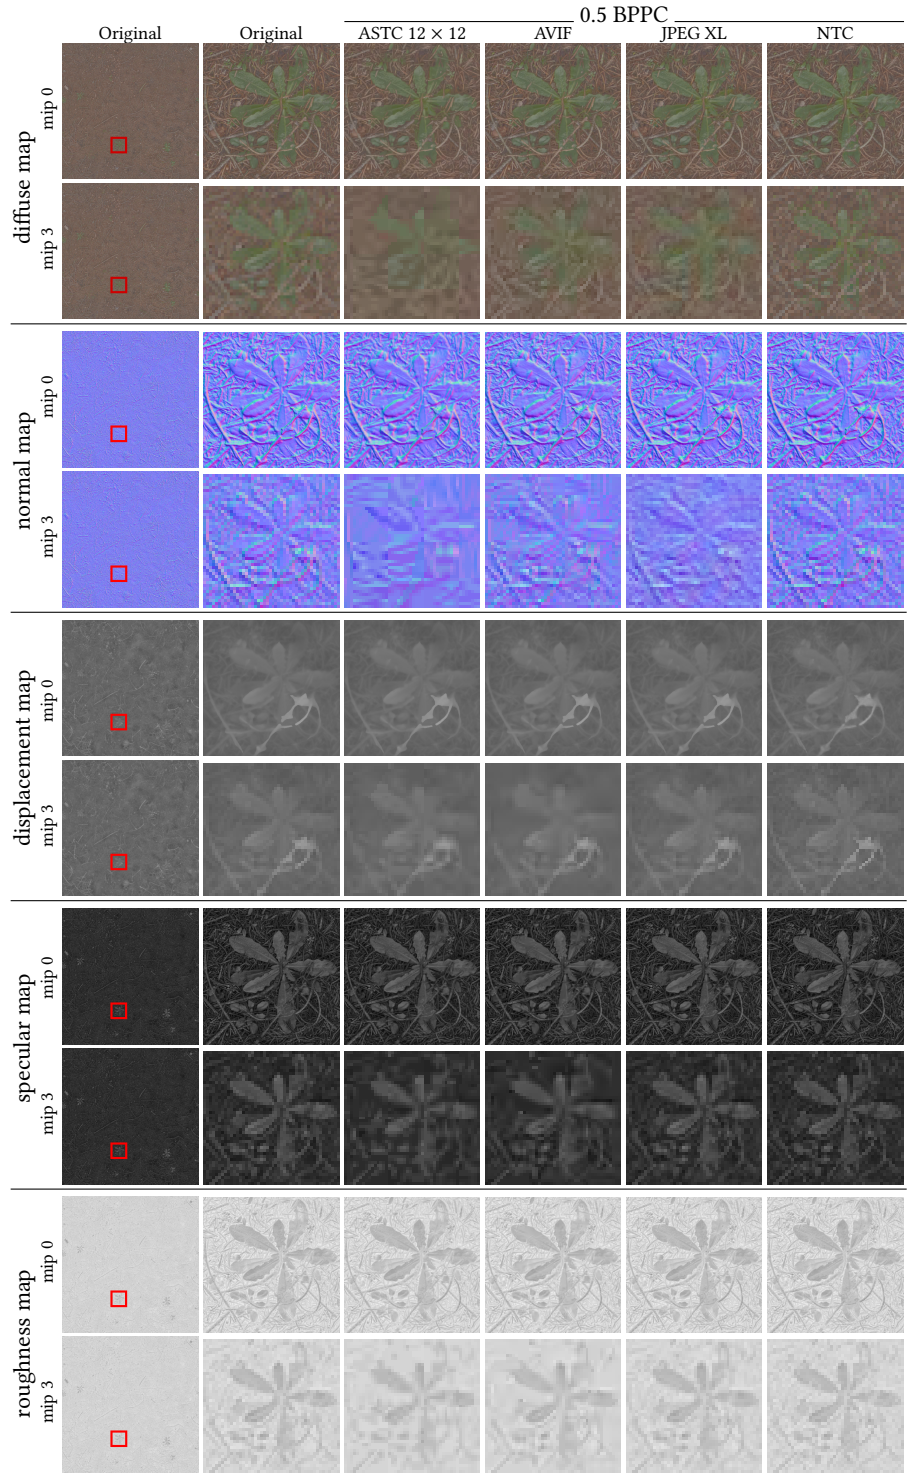 0.5 BPPC
Original
Original
ASTC 12 × 12
AVIF
JPEG XL
NTC
diffuse map
mip 0
mip 3
normal map
mip 0
mip 3
displacement map
mip 0
mip 3
specular map
mip 0
mip 3
roughness map
mip 0
mip 3